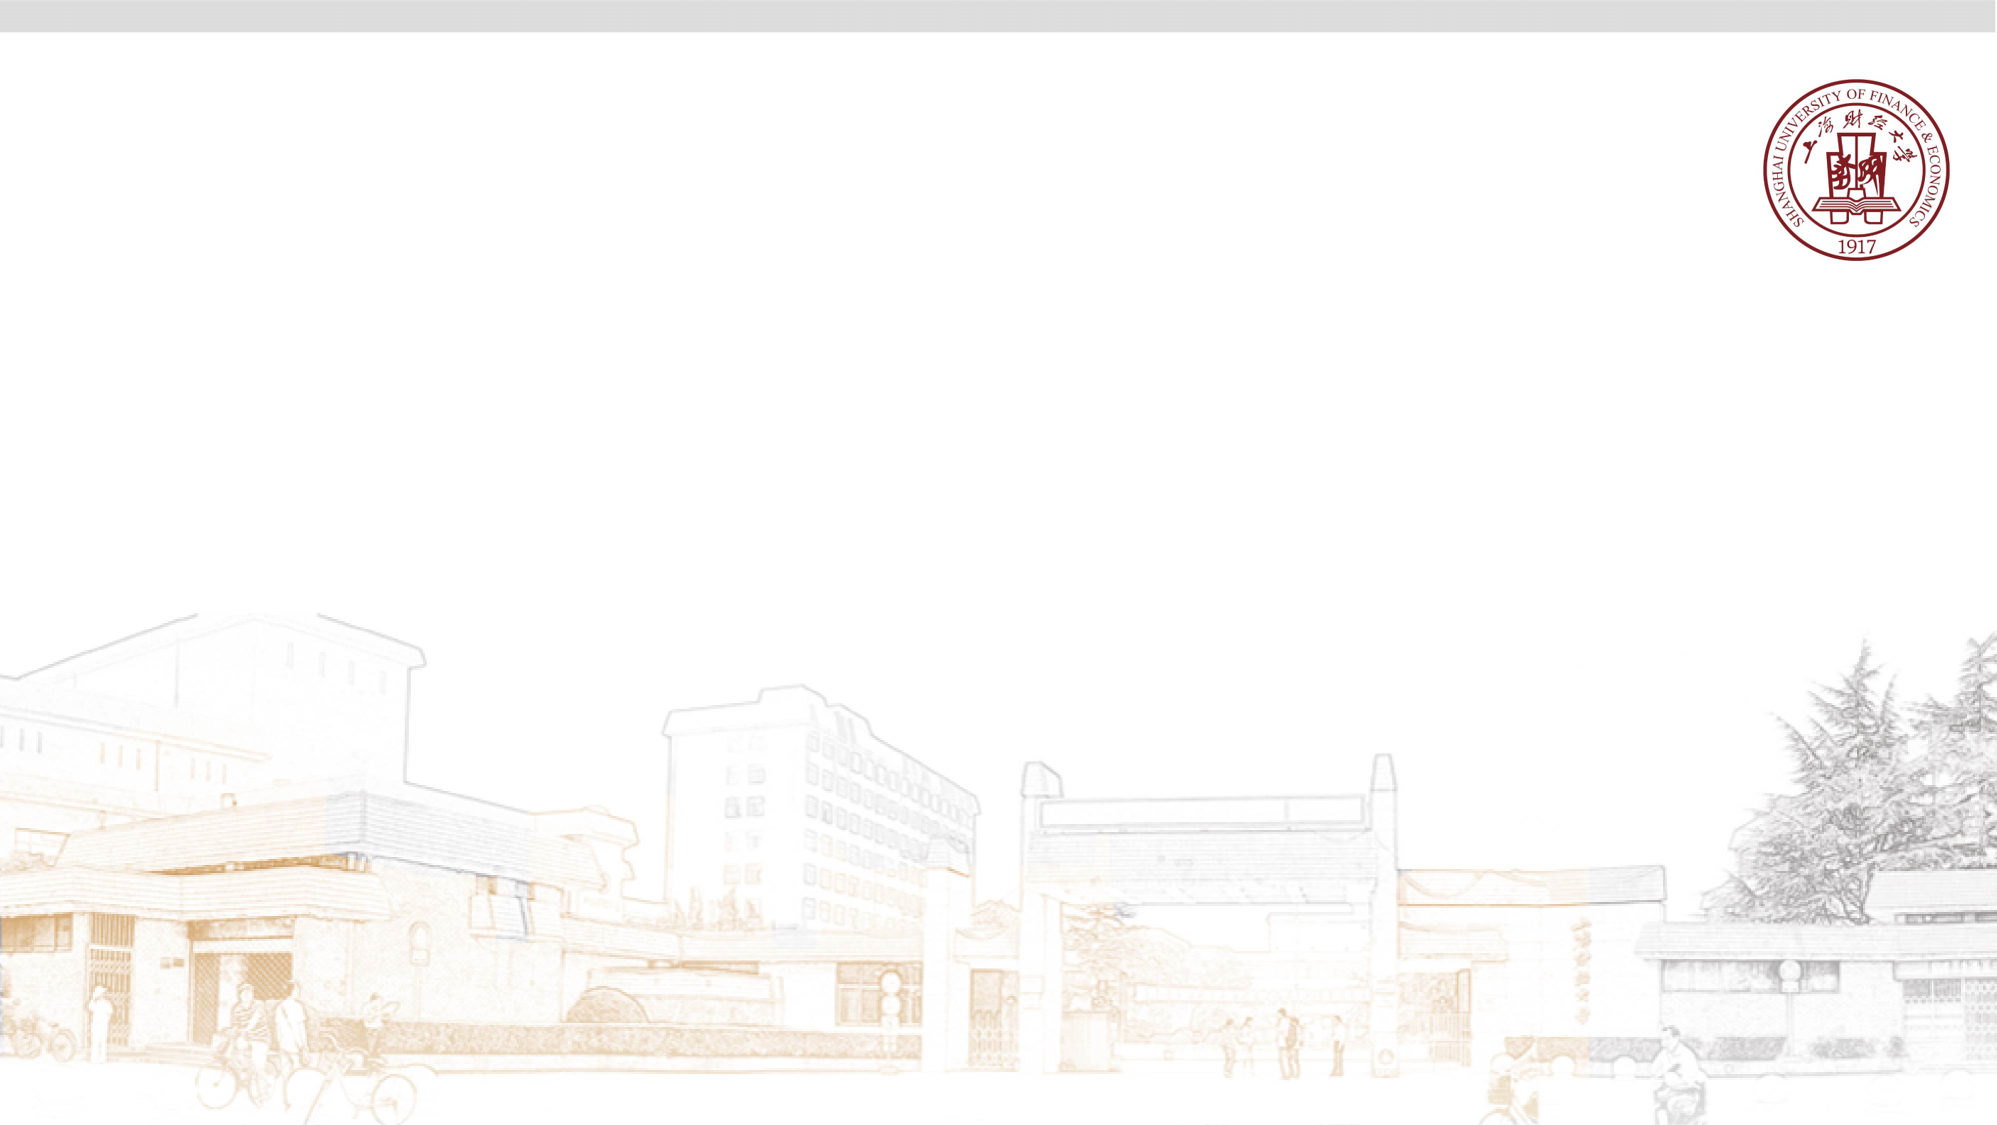 SHANGHAI UNIVERSITY OF FINANCE & ECONOMICS
上海财经大学
1917